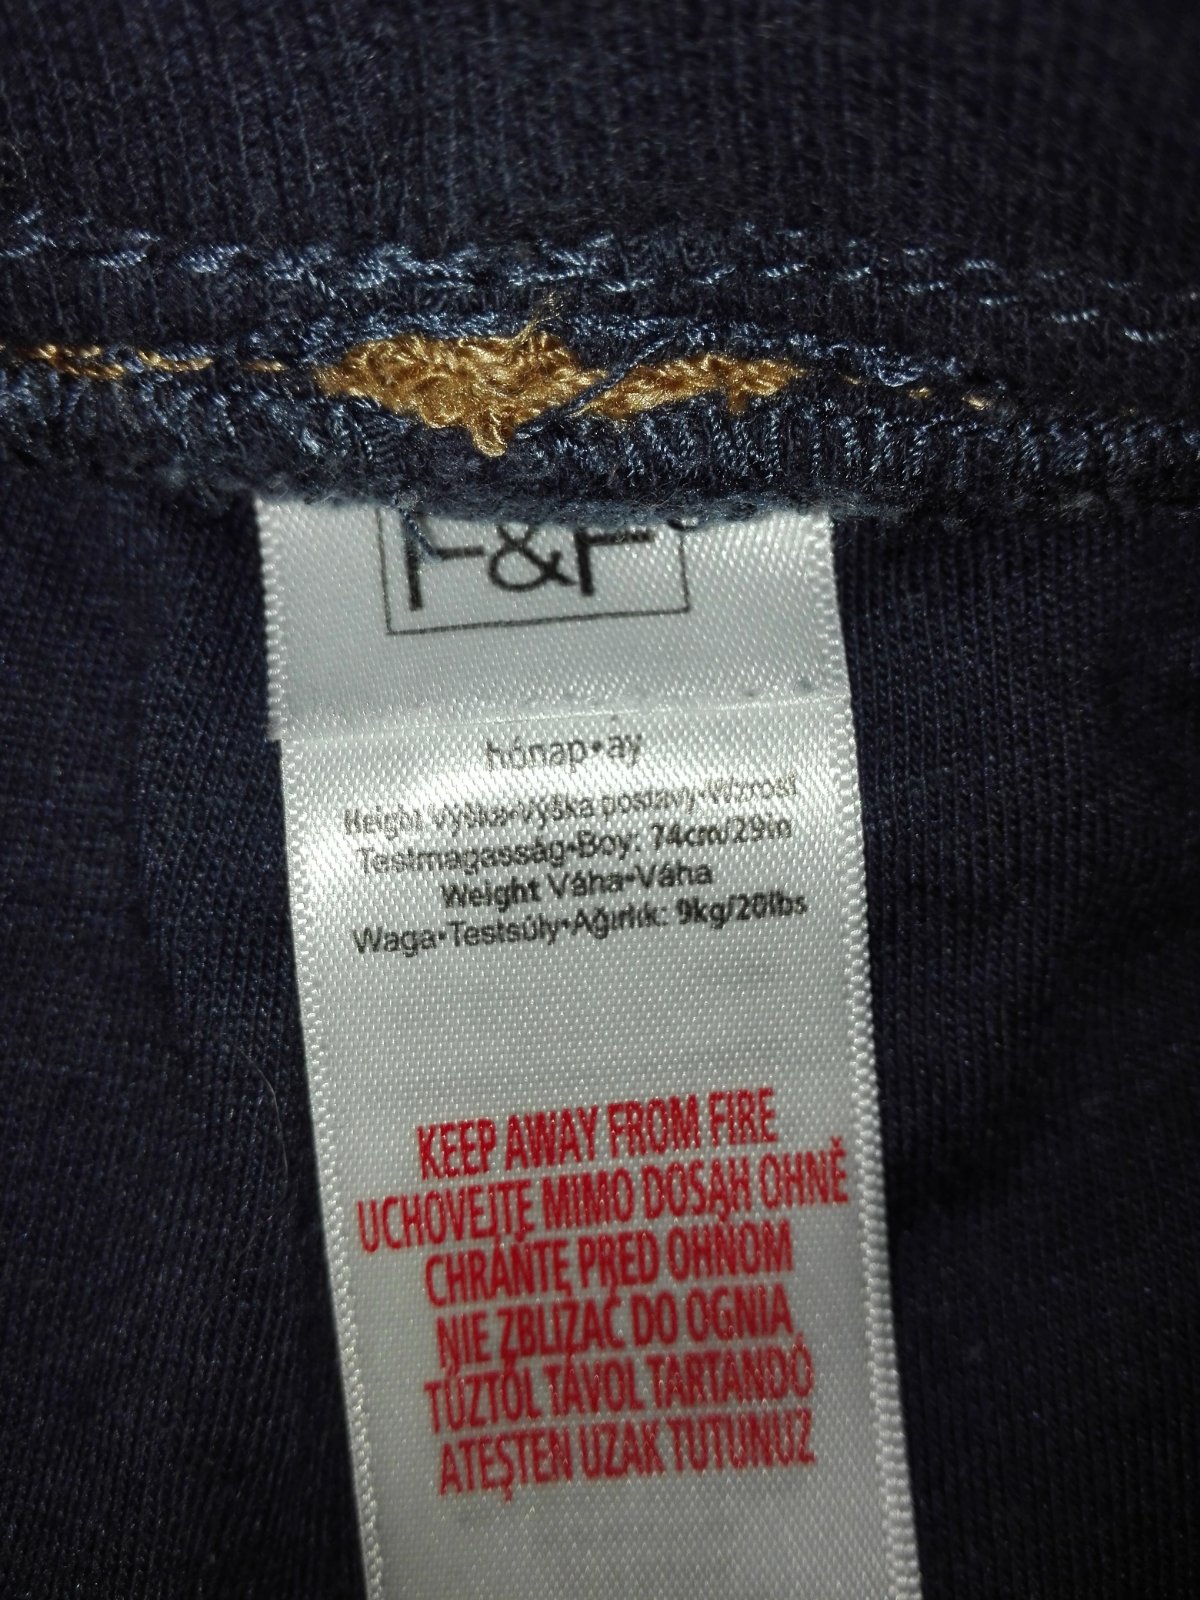 F&F
hónap•ay
Height Výška•Výška postavy•Wzrost
Testmagasság•Boy: 74cm/29in
Weight Váha•Váha
Waga•Testsúly•Ağırlık: 9kg/20lbs
KEEP AWAY FROM FIRE
UCHOVEJTE MIMO DOSAH OHNĚ
CHRÁŇTE PRED OHŇOM
NIE ZBLIŻAĆ DO OGNIA
TŰZTŐL TÁVOL TARTANDÓ
ATEŞTEN UZAK TUTUNUZ